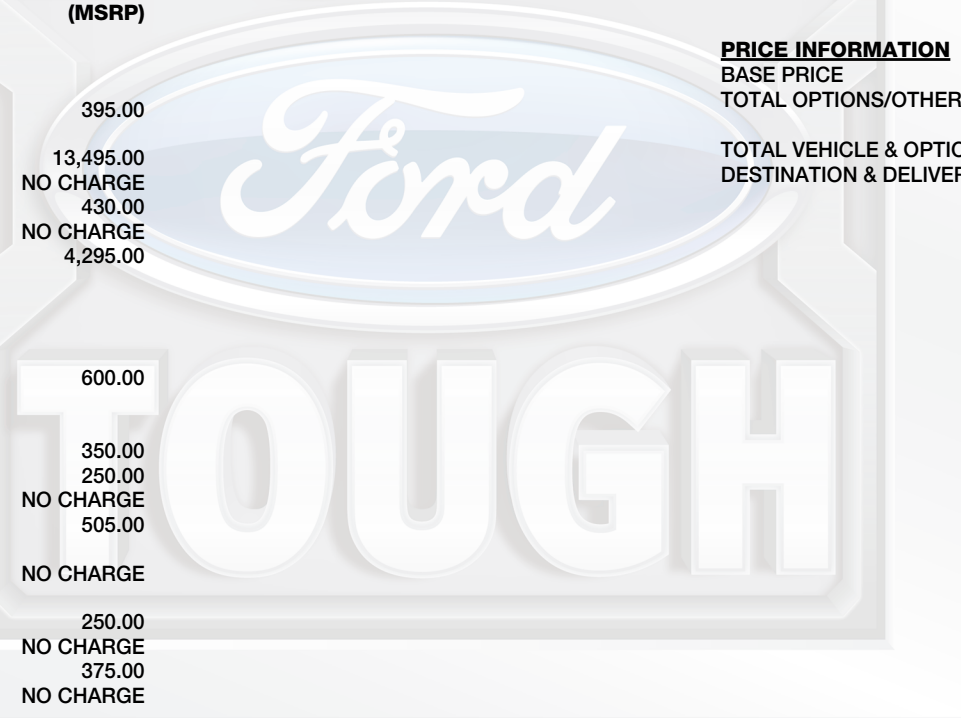 (MSRP)
395.00
13,495.00
NO CHARGE
430.00
NO CHARGE
4,295.00
600.00
350.00
250.00
NO CHARGE
505.00
NO CHARGE
250.00
NO CHARGE
375.00
NO CHARGE
PRICE INFORMATION
BASE PRICE
TOTAL OPTIONS/OTHER
TOTAL VEHICLE & OPTIO
DESTINATION & DELIVER
Ford
TOUGH